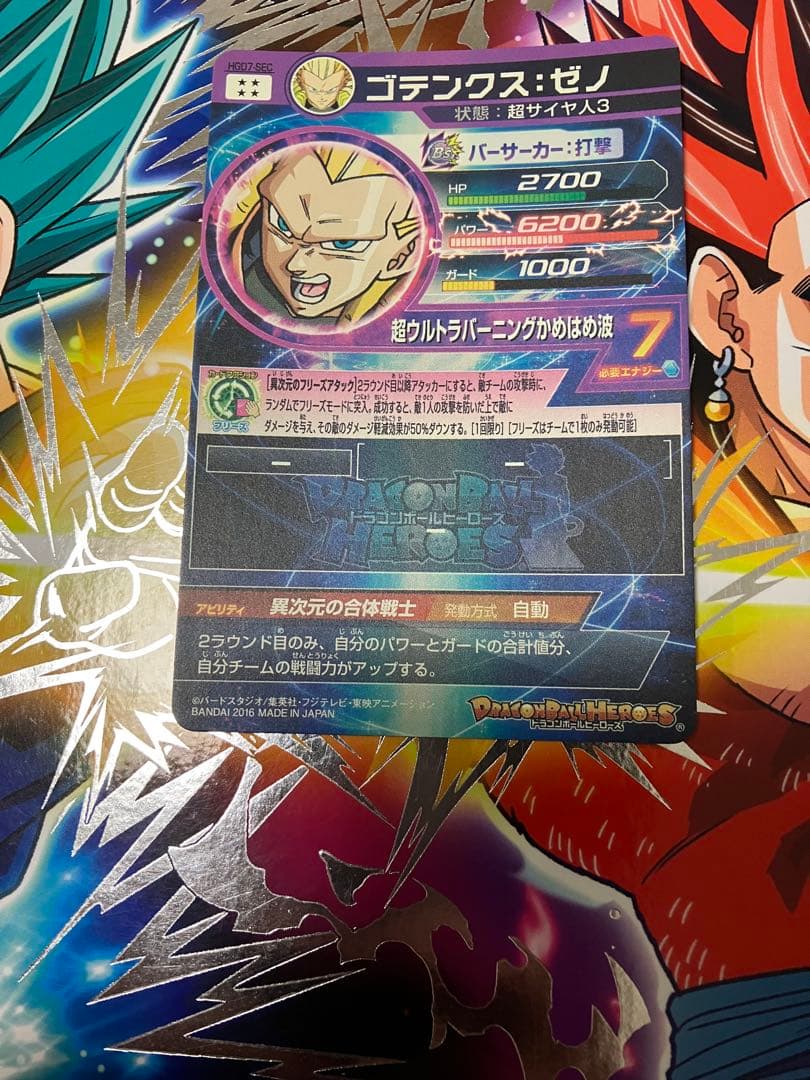 HGD7-SEC
ゴテンクス:ゼノ
状態:超サイヤ人3
Bs
バーサーカー:打撃
HP 2700
パワー 6200
ガード 1000
超ウルトラバーニングかめはめ波 7
必要エナジー
カードアクション
フリーズ
[異次元のフリーズアタック]2ラウンド目以降アタッカーにすると、敵チームの攻撃時に、
ランダムでフリーズモードに突入。成功すると、敵1人の攻撃を防いだ上で敵に
ダメージを与え、その敵のダメージ軽減効果が50%ダウンする。[1回限り][フリーズはチームで1枚のみ発動可能]
ー
ー
ー
DRAGON BALL
ドラゴンボールヒーローズ
HEROES
アビリティ 異次元の合体戦士 発動方式 自動
2ラウンド目のみ、自分のパワーとガードの合計値分、
自分チームの戦闘力がアップする。
©バードスタジオ/集英社・フジテレビ・東映アニメーション
BANDAI 2016 MADE IN JAPAN
DRAGON BALL HEROES
ドラゴンボールヒーローズ
®